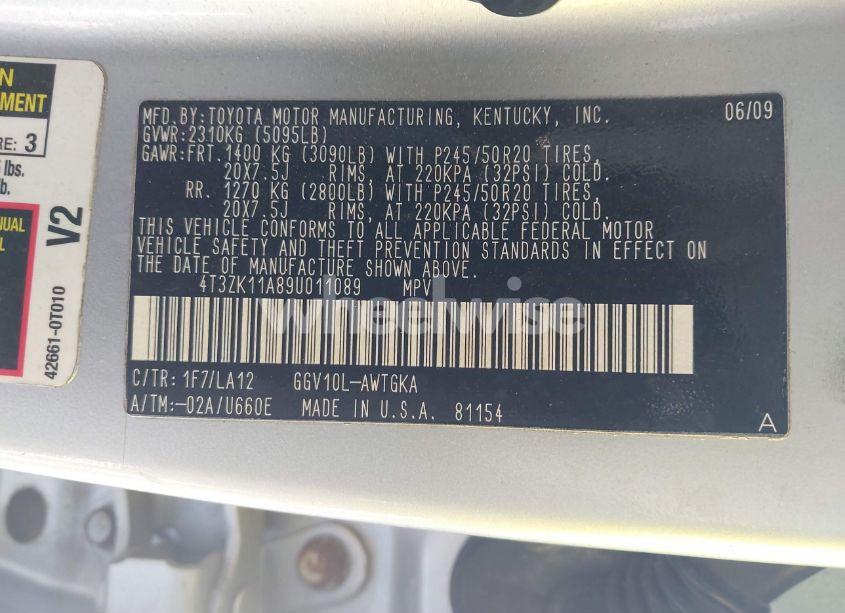 N
MENT
RE: 3
lbs.
b.
NUAL
L
V2
42661-0T010
MFD.BY:TOYOTA MOTOR MANUFACTURING, KENTUCKY, INC. 06/09
GVWR:2310KG (5095LB)
GAWR:FRT. 1400 KG (3090LB) WITH P245/50R20 TIRES,
20X7.5J RIMS, AT 220KPA (32PSI) COLD.
RR. 1270 KG (2800LB) WITH P245/50R20 TIRES,
20X7.5J RIMS, AT 220KPA (32PSI) COLD.
THIS VEHICLE CONFORMS TO ALL APPLICABLE FEDERAL MOTOR
VEHICLE SAFETY AND THEFT PREVENTION STANDARDS IN EFFECT ON
THE DATE OF MANUFACTURE SHOWN ABOVE.
4T3ZK11A89U011089 MPV
wheelwise
C/TR: 1F7/LA12 GGV10L-AWTGKA
A/TM:-02A/U660E MADE IN U.S.A. 81154
A